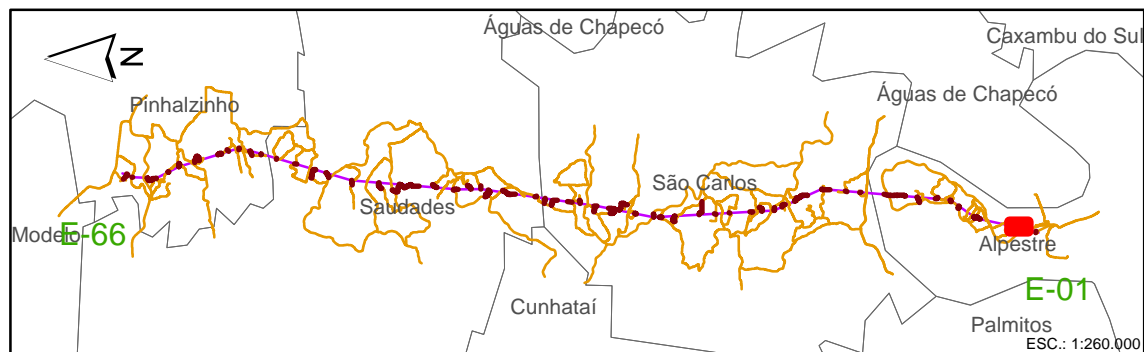 Águas de Chapecó
Caxambu do Sul
N
Pinhalzinho
Águas de Chapecó
São Carlos
Saudades
Modelo
E-66
Alpestre
E-01
Cunhataí
Palmitos
ESC.: 1:260.000